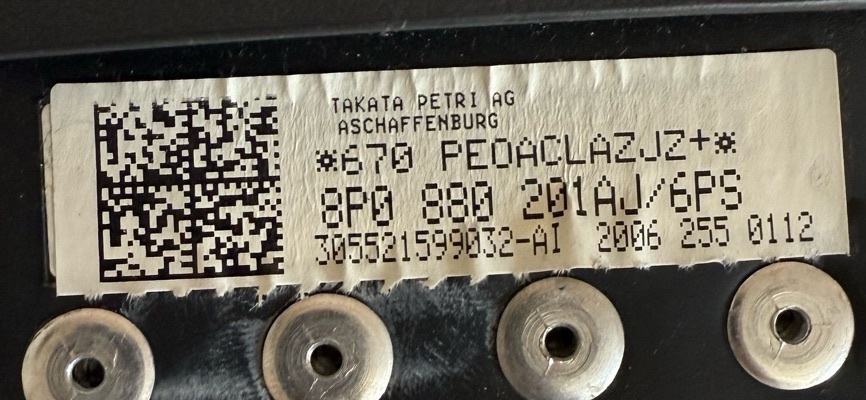 TAKATA PETRI AG
ASCHAFFENBURG
*670 PEOACLAZJZ+*
8P0 880 201AJ/6PS
305521599032-AI 2006 255 0112